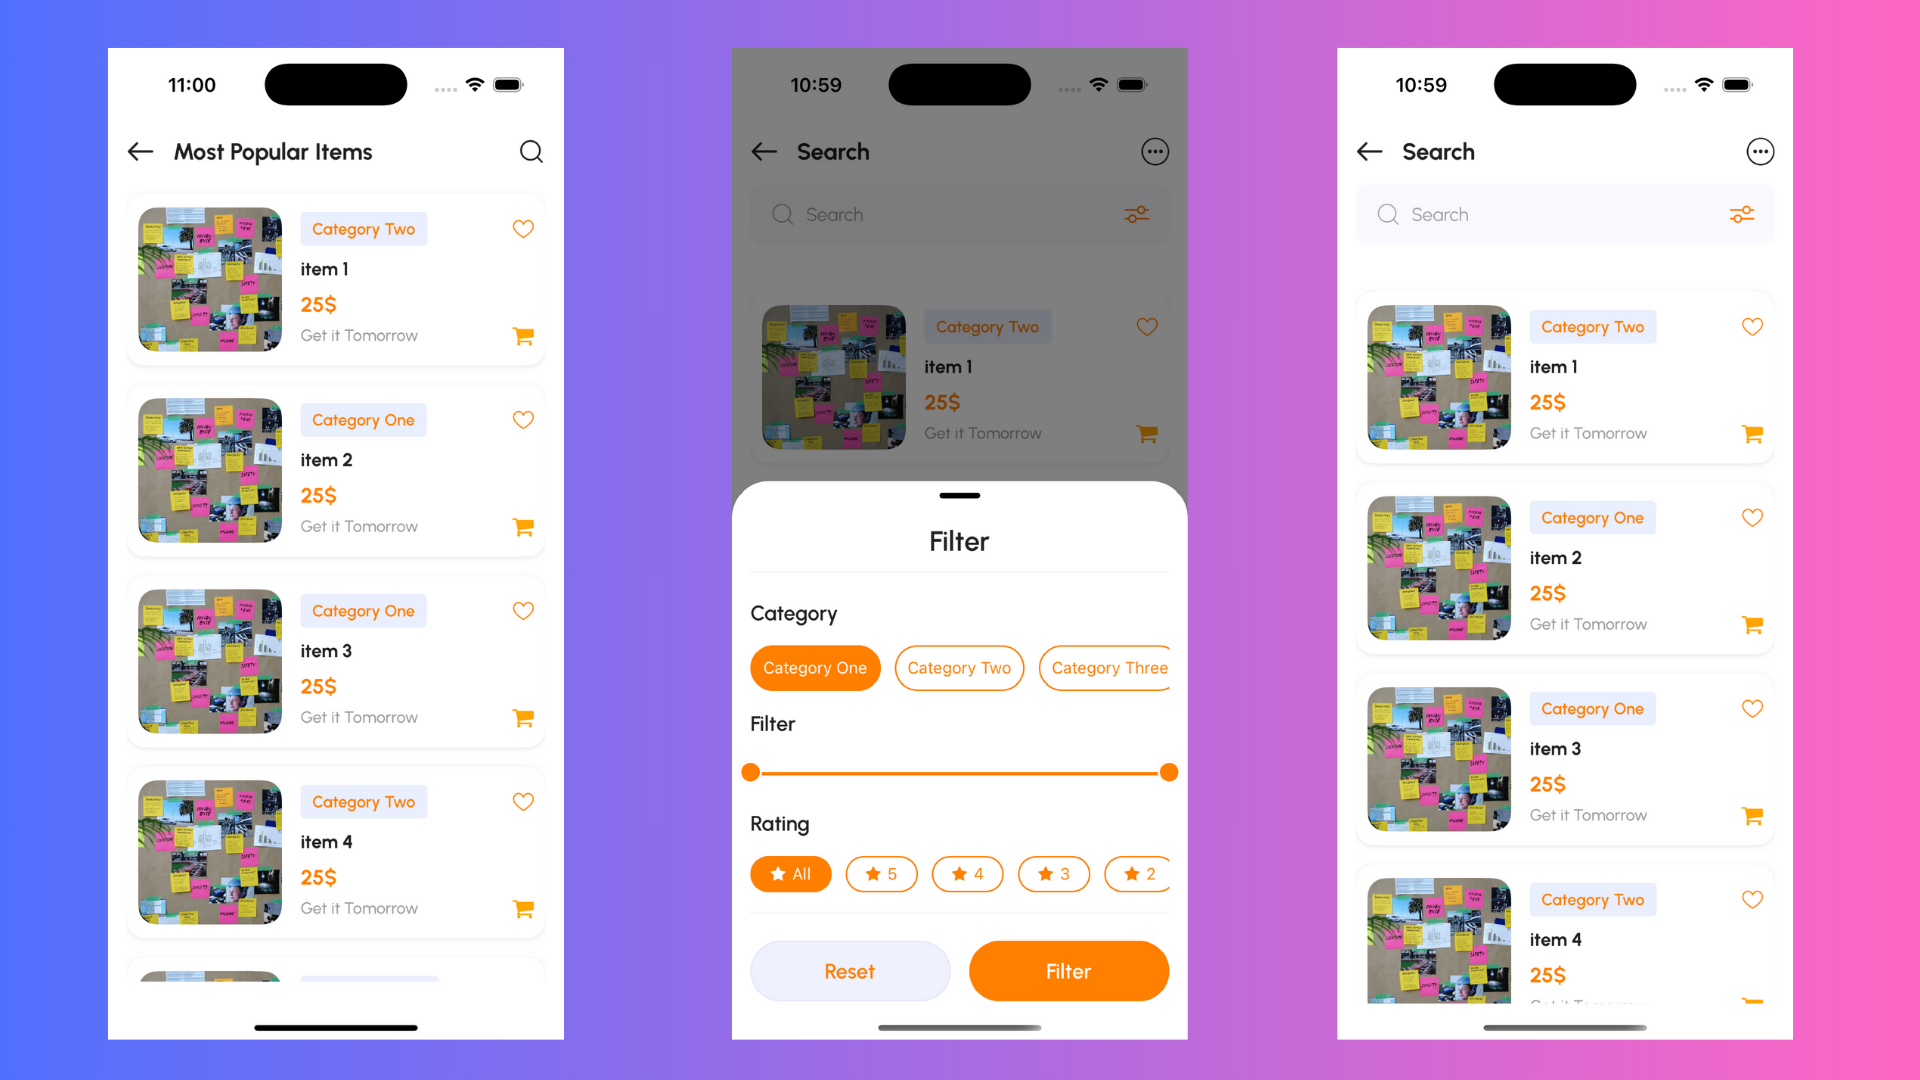 11:00
Most Popular Items
Category Two
item 1
25$
Get it Tomorrow
Category One
item 2
25$
Get it Tomorrow
Category One
item 3
25$
Get it Tomorrow
Category Two
item 4
25$
Get it Tomorrow
10:59
Search
Search
Category Two
item 1
25$
Get it Tomorrow
Filter
Category
Category One Category Two Category Three
Filter
Rating
All 5 4 3 2
Reset Filter
10:59
Search
Search
Category Two
item 1
25$
Get it Tomorrow
Category One
item 2
25$
Get it Tomorrow
Category One
item 3
25$
Get it Tomorrow
Category Two
item 4
25$